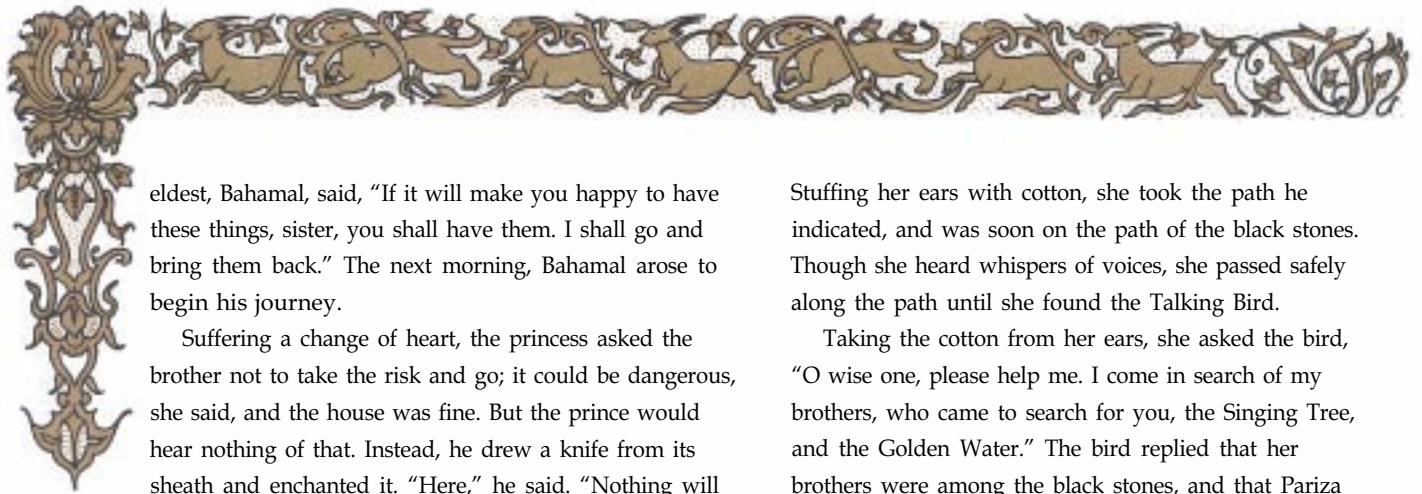 eldest, Bahamal, said, “If it will make you happy to have
these things, sister, you shall have them. I shall go and
bring them back.” The next morning, Bahamal arose to
begin his journey.
Suffering a change of heart, the princess asked the
brother not to take the risk and go; it could be dangerous,
she said, and the house was fine. But the prince would
hear nothing of that. Instead, he drew a knife from its
sheath and enchanted it. “Here,” he said. “Nothing will
Stuffing her ears with cotton, she took the path he
indicated, and was soon on the path of the black stones.
Though she heard whispers of voices, she passed safely
along the path until she found the Talking Bird.
Taking the cotton from her ears, she asked the bird,
“O wise one, please help me. I come in search of my
brothers, who came to search for you, the Singing Tree,
and the Golden Water.” The bird replied that her
brothers were among the black stones, and that Pariza